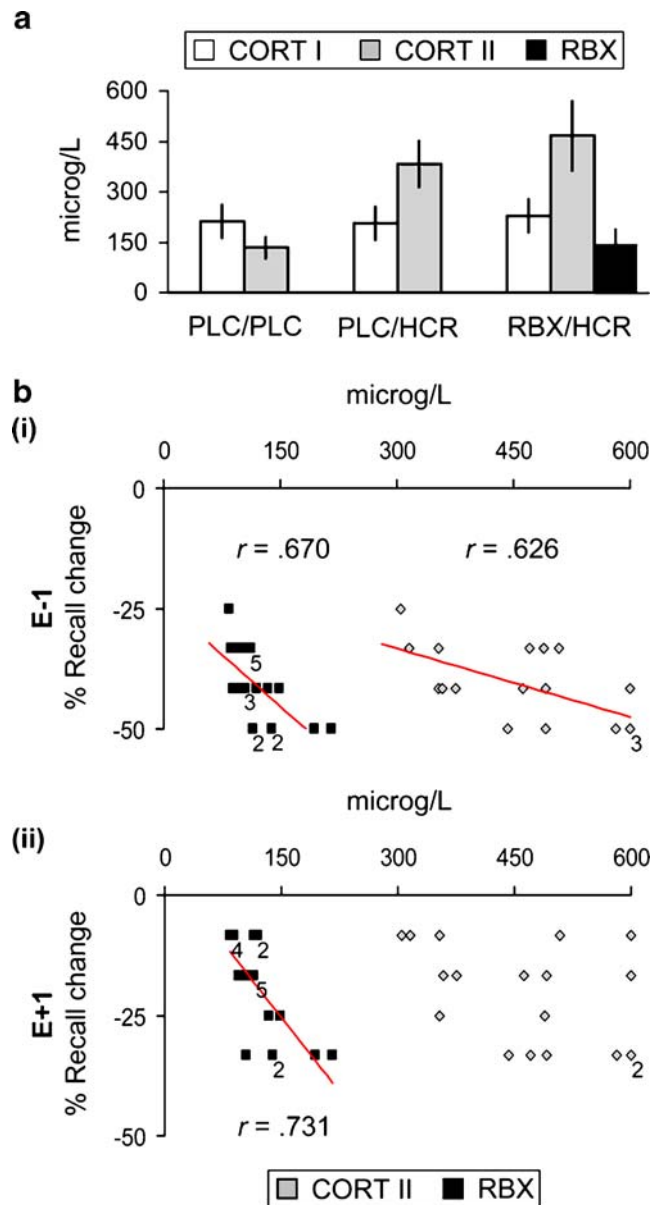 a
CORT I CORT II RBX
600
450
300
150
0
microg/L
PLC/PLC PLC/HCR RBX/HCR
b
microg/L
(i)
0 150 300 450 600
0
-25
-50
E-1
% Recall change
r = .670 r = .626
5
3
2 2 3
microg/L
(ii)
0 150 300 450 600
0
-25
-50
E+1
% Recall change
4 2
5
2 2
r = .731
CORT II RBX